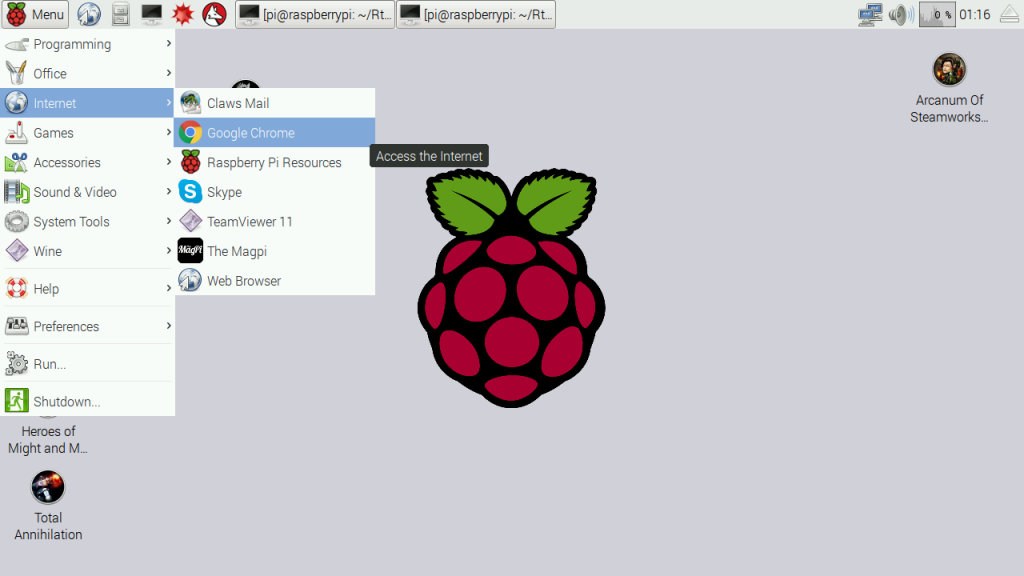 Menu
[pi@raspberrypi: ~/Rt...
[pi@raspberrypi: ~/Rt...
0 %
01:16
Programming
Office
Internet
Games
Accessories
Sound & Video
System Tools
Wine
Help
Preferences
Run...
Shutdown...
Claws Mail
Google Chrome
Raspberry Pi Resources
Skype
TeamViewer 11
The Magpi
Web Browser
MagPi
Access the Internet
Arcanum Of
Steamworks...
Heroes of
Might and M...
Total
Annihilation